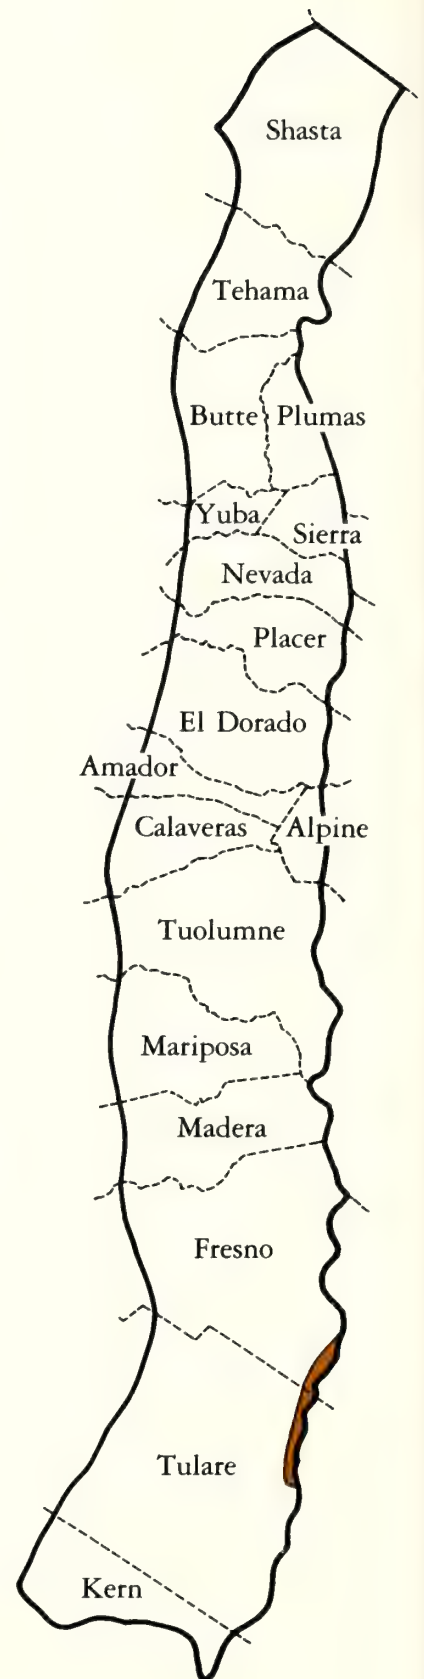 Shasta
Tehama
Butte Plumas
Yuba
Sierra
Nevada
Placer
El Dorado
Amador
Calaveras Alpine
Tuolumne
Mariposa
Madera
Fresno
Tulare
Kern